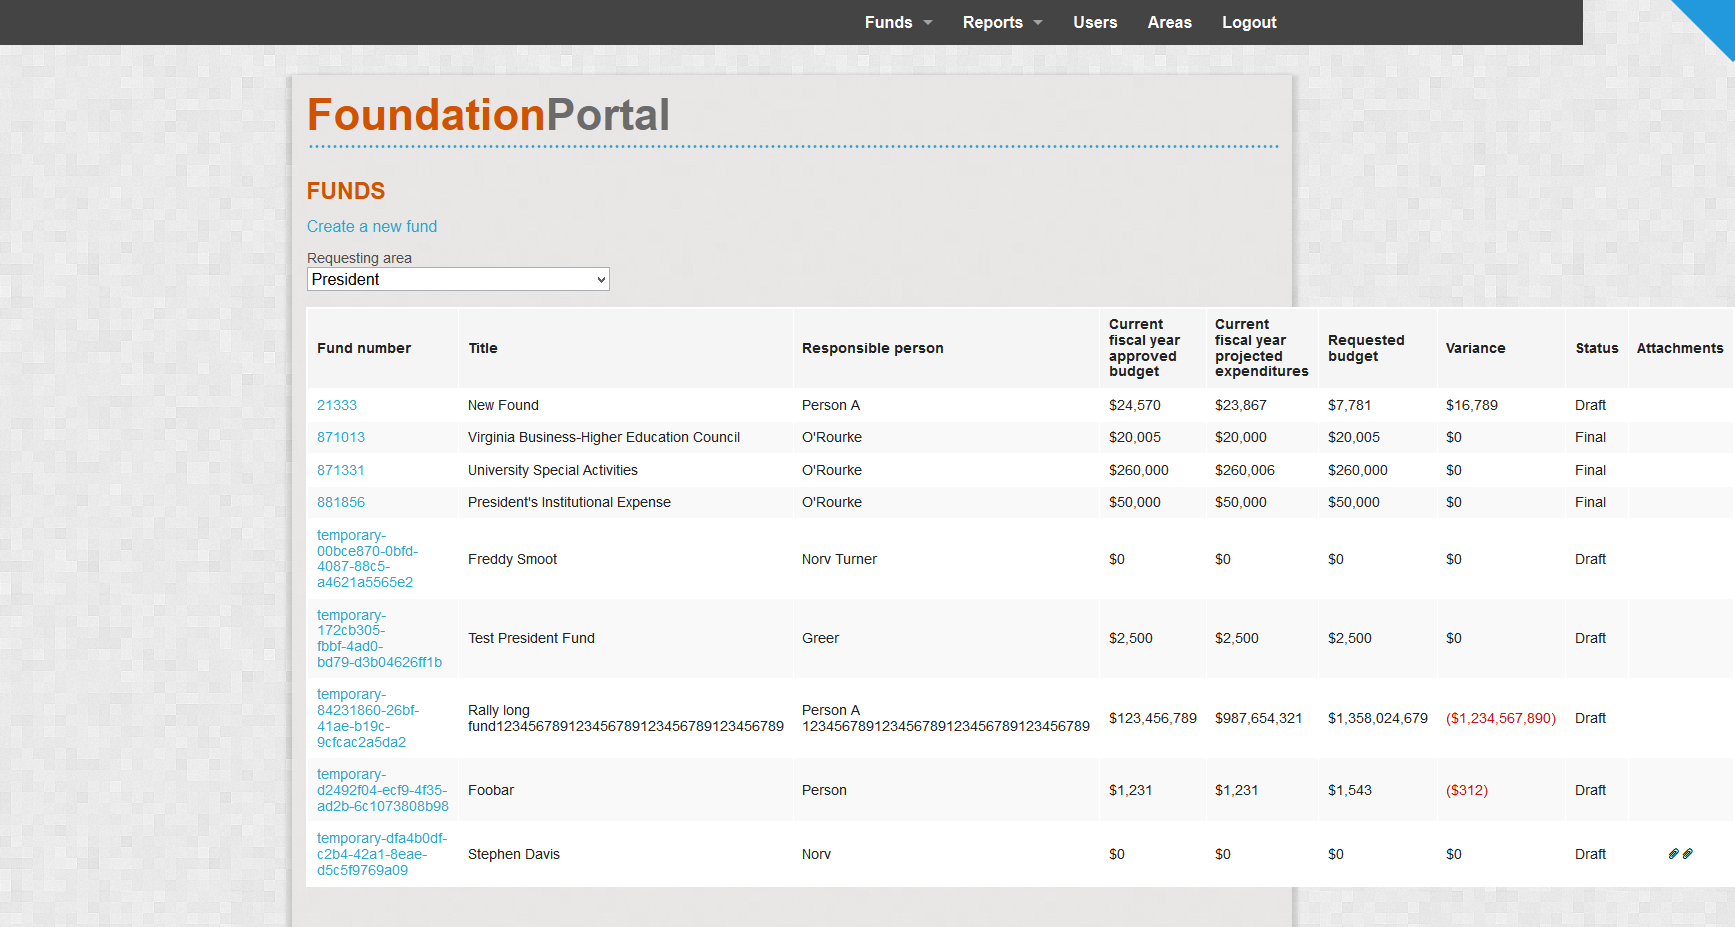 Funds Reports Users Areas Logout
FoundationPortal
FUNDS
Create a new fund
Requesting area
President
Fund number Title Responsible person Current fiscal year approved budget Current fiscal year projected expenditures Requested budget Variance Status Attachments
21333 New Found Person A $24,570 $23,867 $7,781 $16,789 Draft
871013 Virginia Business-Higher Education Council O'Rourke $20,005 $20,000 $20,005 $0 Final
871331 University Special Activities O'Rourke $260,000 $260,006 $260,000 $0 Final
881856 President's Institutional Expense O'Rourke $50,000 $50,000 $50,000 $0 Final
temporary-
00bce870-0bfd-
4087-88c5-
a4621a5565e2 Freddy Smoot Norv Turner $0 $0 $0 $0 Draft
temporary-
172cb305-
fbbf-4ad0-
bd79-d3b04626ff1b Test President Fund Greer $2,500 $2,500 $2,500 $0 Draft
temporary-
84231860-26bf-
41ae-b19c-
9cfcac2a5da2 Rally long
fund123456789123456789123456789123456789 Person A
123456789123456789123456789123456789 $123,456,789 $987,654,321 $1,358,024,679 ($1,234,567,890) Draft
temporary-
d2492f04-ecf9-4f35-
ad2b-6c1073808b98 Foobar Person $1,231 $1,231 $1,543 ($312) Draft
temporary-dfa4b0df-
c2b4-42a1-8eae-
d5c5f9769a09 Stephen Davis Norv $0 $0 $0 $0 Draft